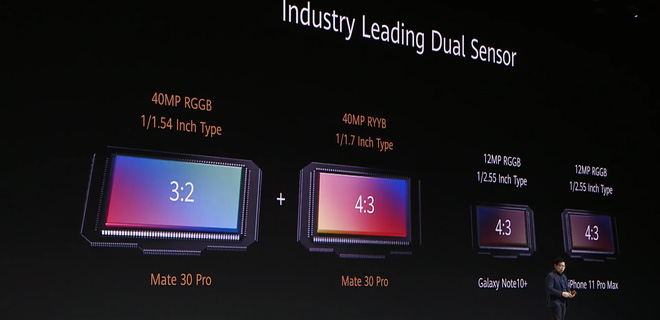 Industry Leading Dual Sensor
40MP RGGB
1/1.54 Inch Type
3:2
Mate 30 Pro
+
40MP RYYB
1/1.7 Inch Type
4:3
Mate 30 Pro
12MP RGGB
1/2.55 Inch Type
4:3
Galaxy Note10+
12MP RGGB
1/2.55 Inch Type
4:3
iPhone 11 Pro Max